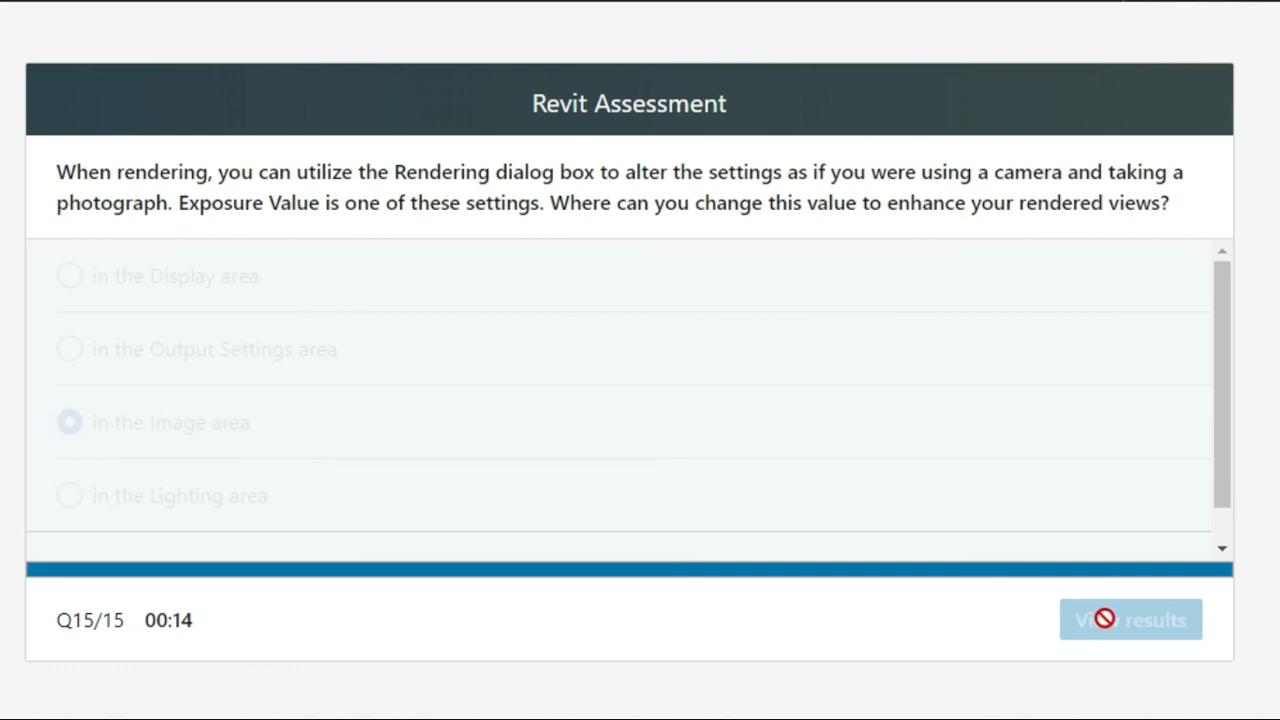 Revit Assessment
When rendering, you can utilize the Rendering dialog box to alter the settings as if you were using a camera and taking a
photograph. Exposure Value is one of these settings. Where can you change this value to enhance your rendered views?
in the Display area
in the Output Settings area
in the Image area
in the Lighting area
Q15/15 00:14
results